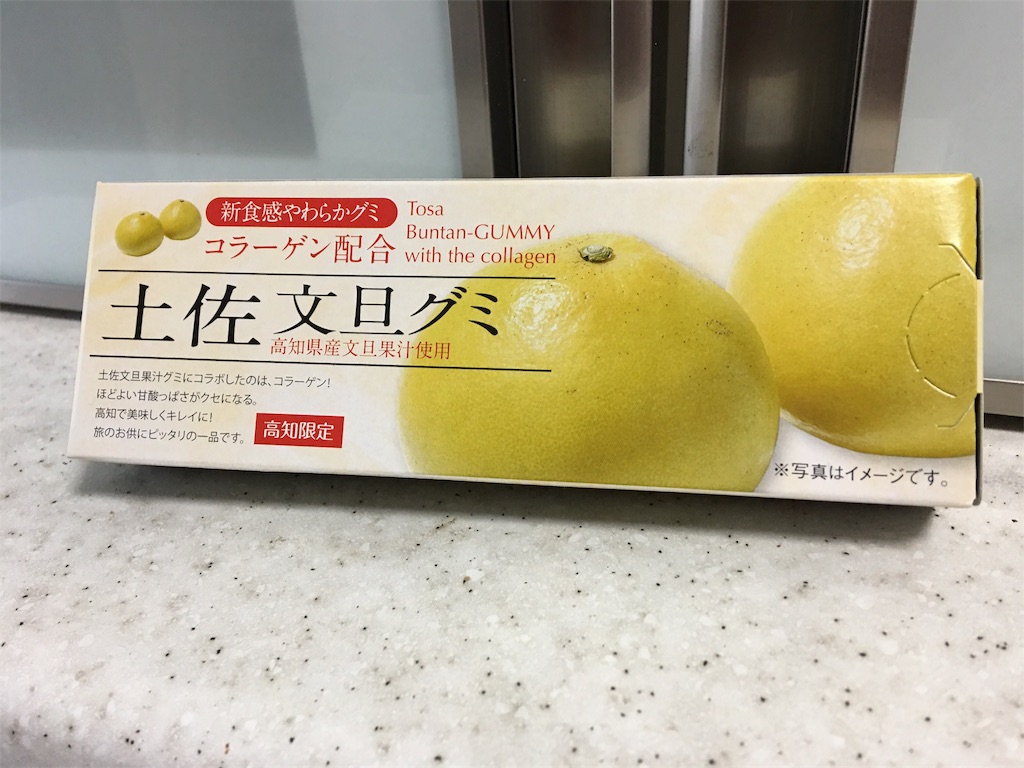 新食感やわらかグミ
コラーゲン配合
Tosa
Buntan-GUMMY
with the collagen
土佐文旦グミ
高知県産文旦果汁使用
土佐文旦果汁グミにコラボしたのは、コラーゲン!
ほどよい甘酸っぱさがクセになる。
高知で美味しくキレイに!
旅のお供にピッタリの一品です。
高知限定
※写真はイメージです。